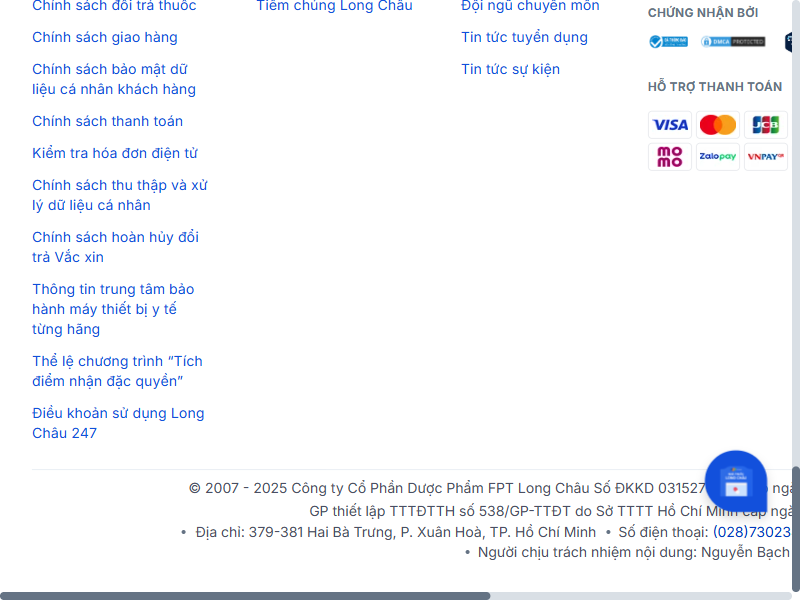 Chính sách đổi trả thuốc
Chính sách giao hàng
Chính sách bảo mật dữ
liệu cá nhân khách hàng
Chính sách thanh toán
Kiểm tra hóa đơn điện tử
Chính sách thu thập và xử
lý dữ liệu cá nhân
Chính sách hoàn hủy đổi
trả Vắc xin
Thông tin trung tâm bảo
hành máy thiết bị y tế
từng hãng
Thể lệ chương trình “Tích
điểm nhận đặc quyền”
Điều khoản sử dụng Long
Châu 247
Tiêm chủng Long Châu
Đội ngũ chuyên môn
Tin tức tuyển dụng
Tin tức sự kiện
CHỨNG NHẬN BỞI
DMCA PROTECTED
HỖ TRỢ THANH TOÁN
VISA
JCB
MOMO
Zalopay
VNPAY
© 2007 - 2025 Công ty Cổ Phần Dược Phẩm FPT Long Châu Số ĐKKD 031527
GP thiết lập TTTĐTTH số 538/GP-TTĐT do Sở TTTT Hồ Chí Minh cấp ngà
• Địa chỉ: 379-381 Hai Bà Trưng, P. Xuân Hoà, TP. Hồ Chí Minh • Số điện thoại: (028)73023
• Người chịu trách nhiệm nội dung: Nguyễn Bạch